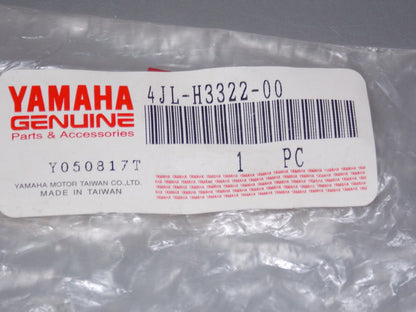 YAMAHA
GENUINE
Parts & Accessories
4JL-H3322-00
Y050817T
1 PC
YAMAHA MOTOR TAIWAN CO.,LTD.
MADE IN TAIWAN